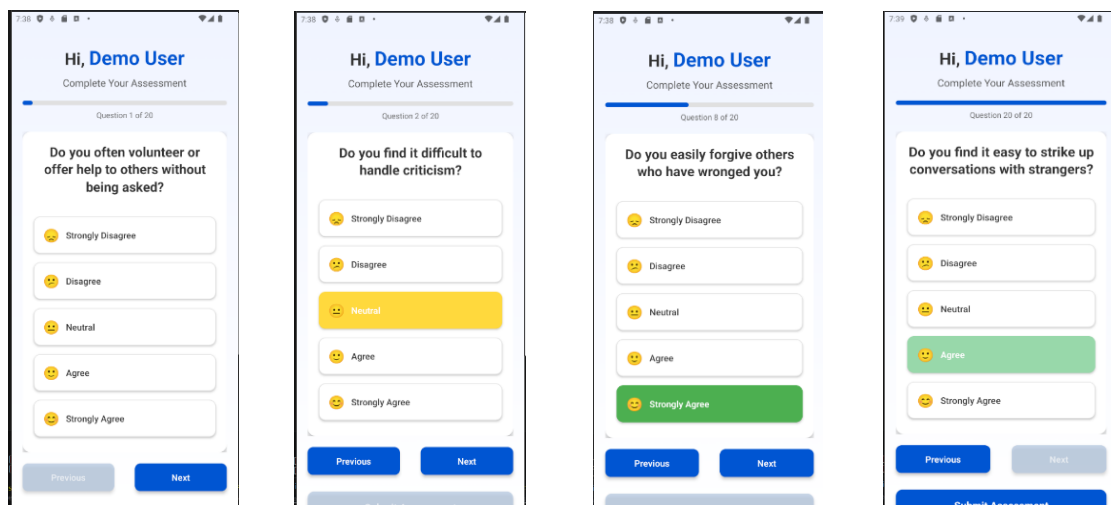 7:38
Hi, Demo User
Complete Your Assessment
Question 1 of 20
Do you often volunteer or
offer help to others without
being asked?
Strongly Disagree
Disagree
Neutral
Agree
Strongly Agree
Previous
Next
7:38
Hi, Demo User
Complete Your Assessment
Question 2 of 20
Do you find it difficult to
handle criticism?
Strongly Disagree
Disagree
Neutral
Agree
Strongly Agree
Previous
Next
7:38
Hi, Demo User
Complete Your Assessment
Question 8 of 20
Do you easily forgive others
who have wronged you?
Strongly Disagree
Disagree
Neutral
Agree
Strongly Agree
Previous
Next
7:39
Hi, Demo User
Complete Your Assessment
Question 20 of 20
Do you find it easy to strike up
conversations with strangers?
Strongly Disagree
Disagree
Neutral
Agree
Strongly Agree
Previous
Next
Submit Assessment